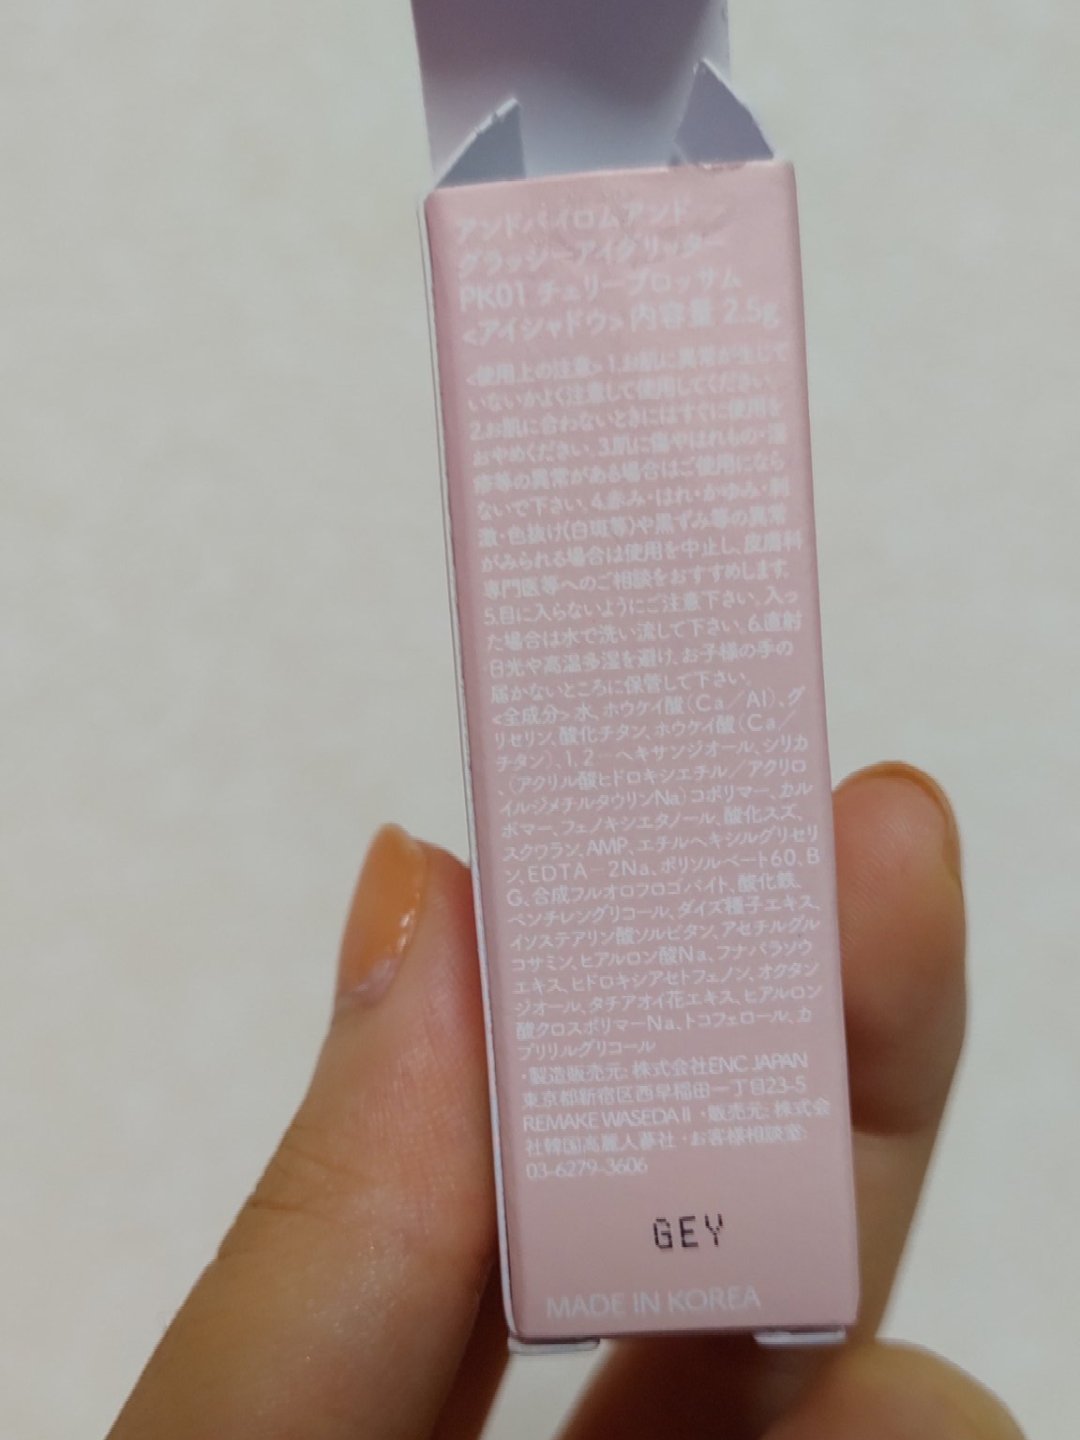 アンドバイロムアンド
グラッシーアイグリッター
PK01 チェリーブロッサム
<アイシャドウ> 内容量 2.5g
<使用上の注意> 1.お肌に異常が生じて
いないかよく注意して使用してください。
2.お肌に合わないときにはすぐに使用を
おやめください。3.肌に傷やはれもの・湿
疹等の異常がある場合はご使用になら
ないで下さい。4.赤み・はれ・かゆみ・刺
激・色抜け(白斑等)や黒ずみ等の異常
がみられる場合は使用を中止し、皮膚科
専門医等へのご相談をおすすめします。
5.目に入らないようにご注意下さい。入っ
た場合は水で洗い流して下さい。6.直射
日光や高温多湿を避け、お子様の手の
届かないところに保管して下さい。
<全成分> 水、ホウケイ酸(Ca／Al)、グ
リセリン、酸化チタン、ホウケイ酸(Ca／
チタン)、1,2－ヘキサンジオール、シリカ
、(アクリル酸ヒドロキシエチル／アクリロ
イルジメチルタウリンNa)コポリマー、カル
ボマー、フェノキシエタノール、酸化スズ、
スクワラン、AMP、エチルヘキシルグリセリ
ン、EDTA－2Na、ポリソルベート60、B
G、合成フルオロフロゴパイト、酸化鉄、
ペンチレングリコール、ダイズ種子エキス、
イソステアリン酸ソルビタン、アセチルグル
コサミン、ヒアルロン酸Na、フナバラソウ
エキス、ヒドロキシアセトフェノン、オクタン
ジオール、タチアオイ花エキス、ヒアルロン
酸クロスポリマーNa、トコフェロール、カ
プリリルグリコール
・製造販売元: 株式会社ENC JAPAN
東京都新宿区西早稲田一丁目23-5
REMAKE WASEDA II ・販売元: 株式会
社韓国高麗人蔘社 ・お客様相談室:
03-6279-3606
GEY
MADE IN KOREA